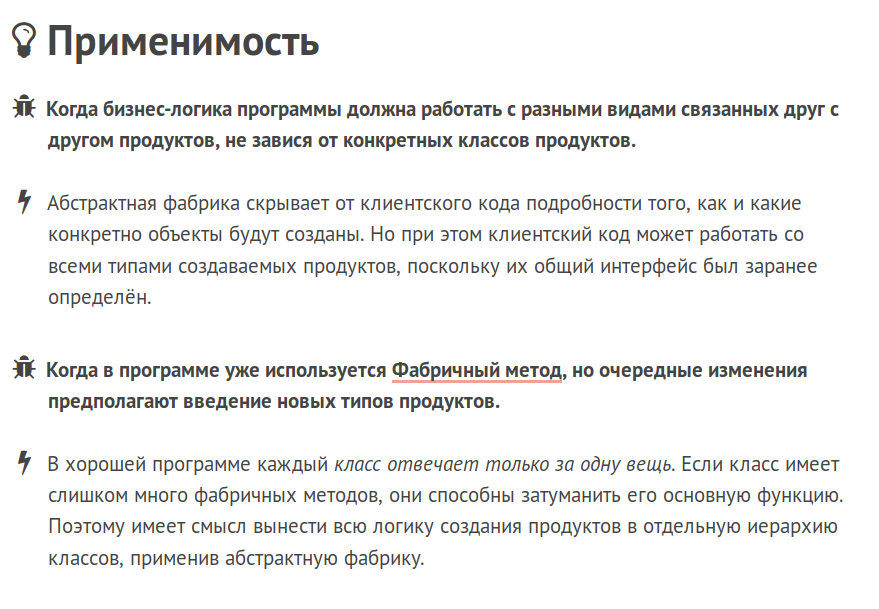 Применимость
Когда бизнес-логика программы должна работать с разными видами связанных друг с
другом продуктов, не завися от конкретных классов продуктов.
Абстрактная фабрика скрывает от клиентского кода подробности того, как и какие
конкретно объекты будут созданы. Но при этом клиентский код может работать со
всеми типами создаваемых продуктов, поскольку их общий интерфейс был заранее
определён.
Когда в программе уже используется Фабричный метод, но очередные изменения
предполагают введение новых типов продуктов.
В хорошей программе каждый класс отвечает только за одну вещь. Если класс имеет
слишком много фабричных методов, они способны затуманить его основную функцию.
Поэтому имеет смысл вынести всю логику создания продуктов в отдельную иерархию
классов, применив абстрактную фабрику.